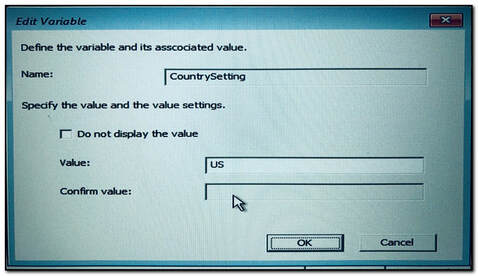 Edit Variable
Define the variable and its asscociated value.
Name:
CountrySetting
Specify the value and the value settings.
Do not display the value
Value:
US
Confirm value:
OK
Cancel